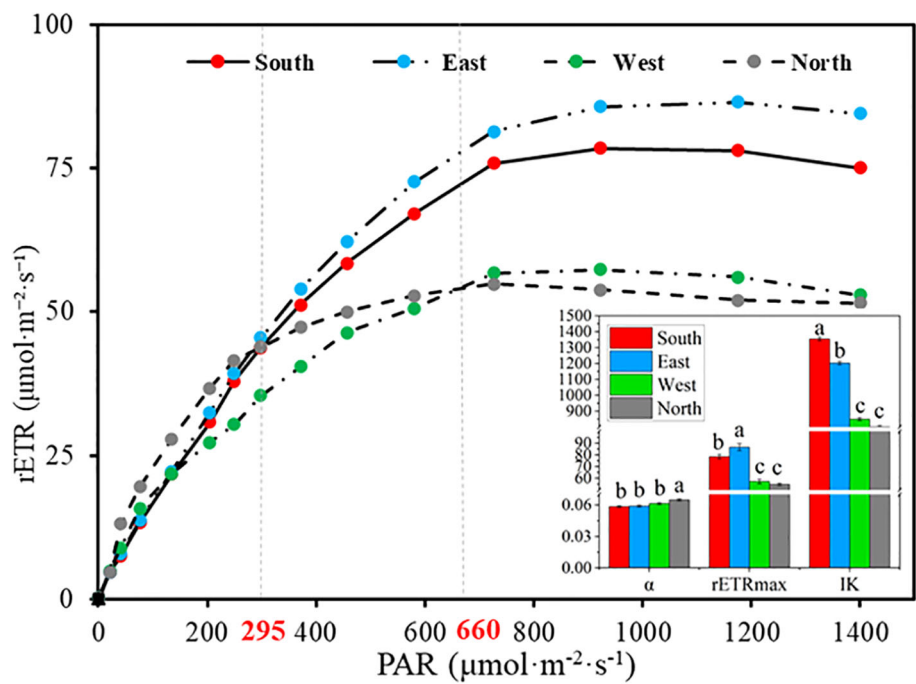 100
South East West North
75
50
25
0
rETR (μmol·m⁻²·s⁻¹)
0 200 295 400 600 660 800 1000 1200 1400
PAR (μmol·m⁻²·s⁻¹)
South
East
West
North
1500
1400
1300
1200
1100
1000
900
90
80
70
60
0.06
0.03
0.00
b b b a
b a c c
a b c c
α rETRmax IK